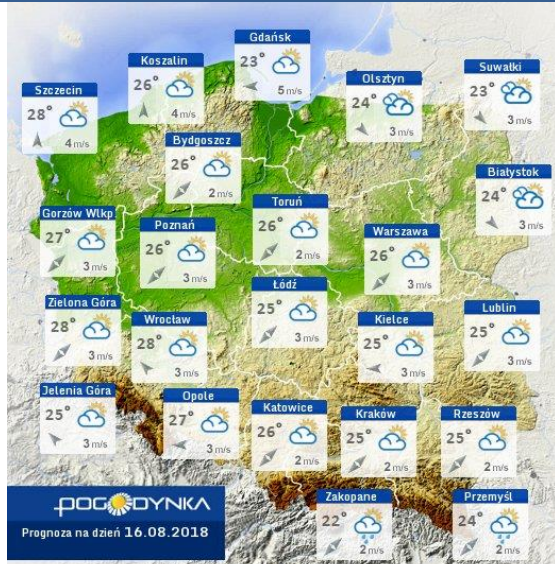 Gdańsk
23°
5 m/s
Koszalin
26°
4 m/s
Suwałki
23°
3 m/s
Olsztyn
24°
3 m/s
Szczecin
28°
4 m/s
Bydgoszcz
26°
2 m/s
Białystok
24°
3 m/s
Toruń
26°
2 m/s
Gorzów Wlkp
27°
3 m/s
Poznań
26°
3 m/s
Warszawa
26°
3 m/s
Łódź
25°
3 m/s
Zielona Góra
28°
3 m/s
Wrocław
28°
3 m/s
Kielce
25°
3 m/s
Lublin
25°
3 m/s
Jelenia Góra
25°
3 m/s
Opole
27°
3 m/s
Katowice
26°
2 m/s
Kraków
25°
2 m/s
Rzeszów
25°
2 m/s
Zakopane
22°
2 m/s
Przemyśl
24°
2 m/s
POGODYNKA
Prognoza na dzień 16.08.2018